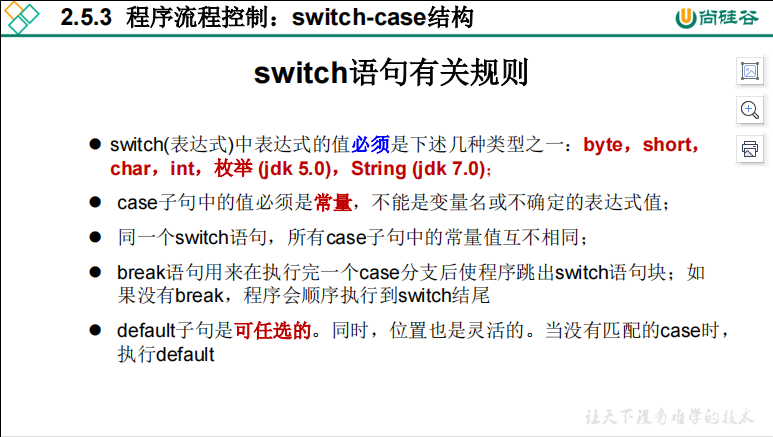 2.5.3 程序流程控制：switch-case结构
尚硅谷
switch语句有关规则
● switch(表达式)中表达式的值必须是下述几种类型之一：byte，short，
char，int，枚举 (jdk 5.0)，String (jdk 7.0)；
● case子句中的值必须是常量，不能是变量名或不确定的表达式值；
● 同一个switch语句，所有case子句中的常量值互不相同；
● break语句用来在执行完一个case分支后使程序跳出switch语句块；如
果没有break，程序会顺序执行到switch结尾
● default子句是可任选的。同时，位置也是灵活的。当没有匹配的case时，
执行default
让天下没有难学的技术